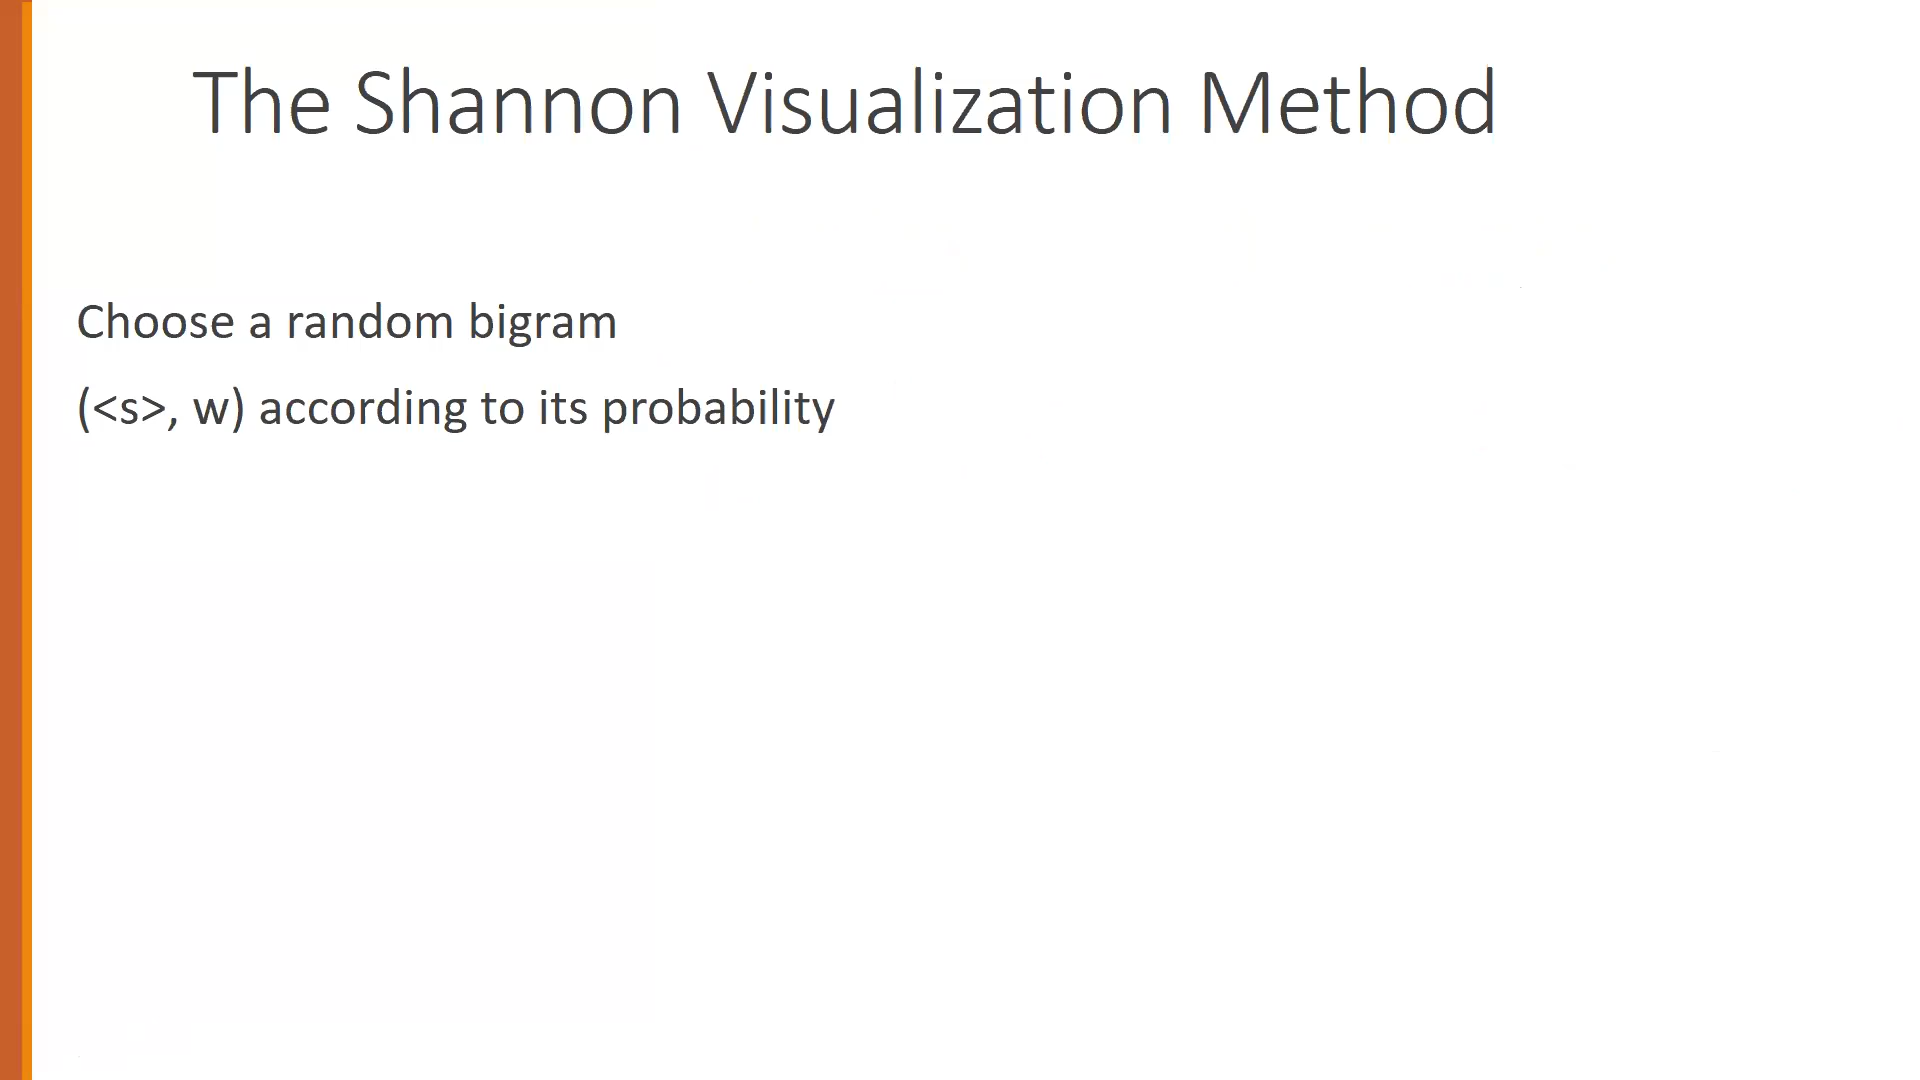 The Shannon Visualization Method
Choose a random bigram
(<s>, w) according to its probability